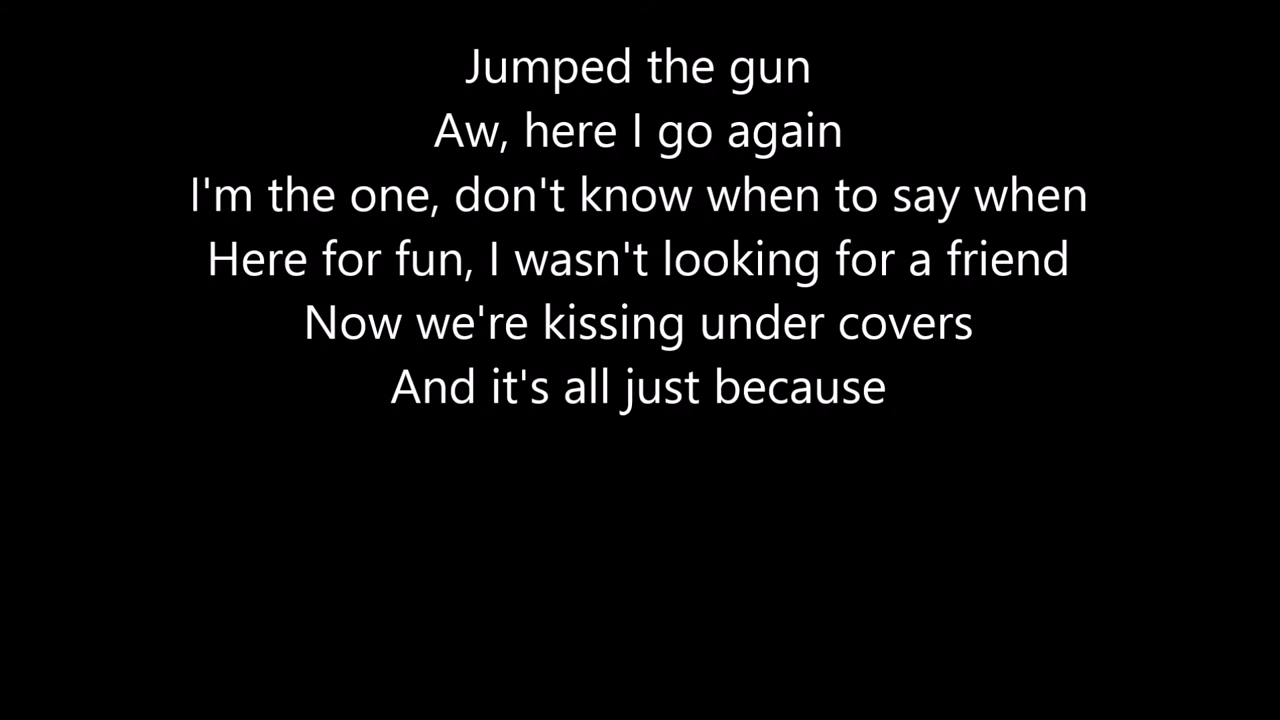 Jumped the gun
Aw, here I go again
I'm the one, don't know when to say when
Here for fun, I wasn't looking for a friend
Now we're kissing under covers
And it's all just because